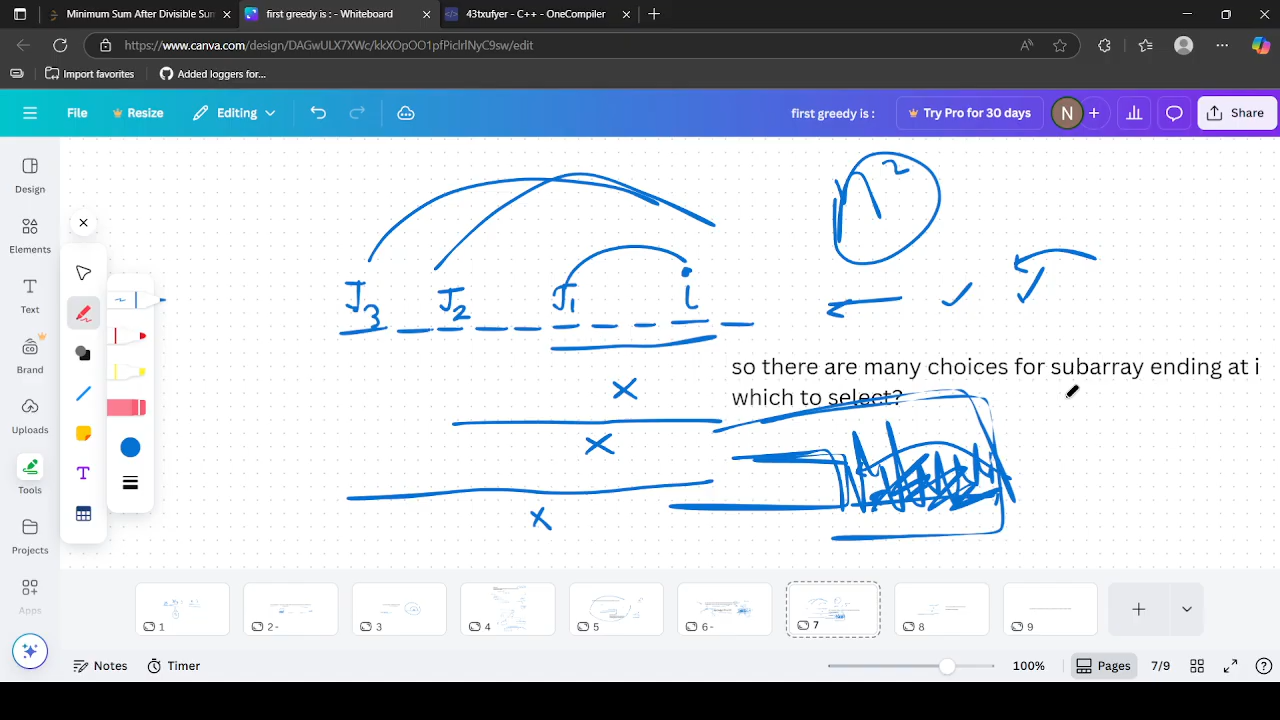 Minimum Sum After Divisible Sum
first greedy is : - Whiteboard
43txufyer - C++ - OneCompiler
https://www.canva.com/design/DAGwULX7XWc/kkXOpOO1pfPiclrlNyC9sw/edit
Import favorites
Added loggers for...
File
Resize
Editing
first greedy is :
Try Pro for 30 days
N
Share
Design
Elements
Text
Brand
Uploads
Tools
Projects
Apps
T
n²
J3 J2 J1 i
so there are many choices for subarray ending at i
which to select?
1
2 -
3
4
5
6 -
7
8
9
Notes
Timer
100%
Pages
7/9